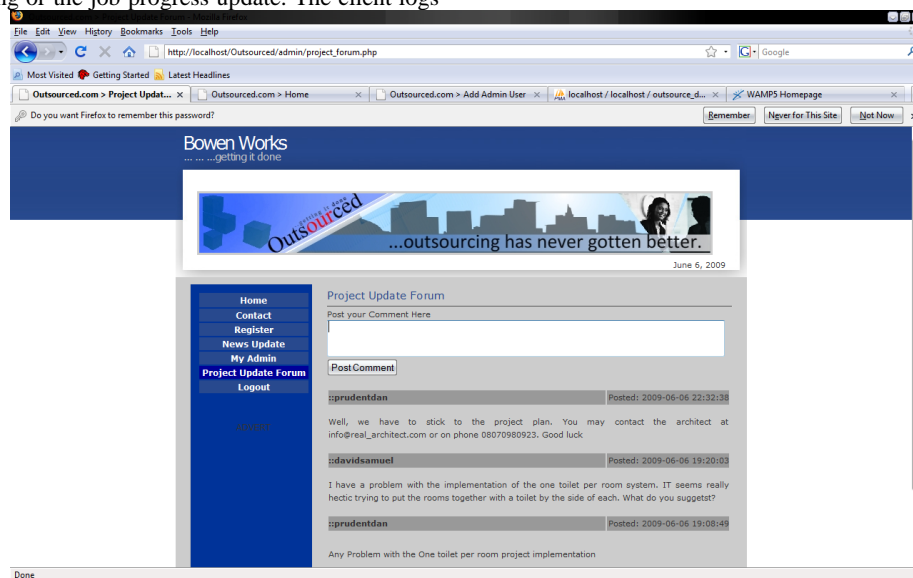 g of the job progress update. The client logs
Project Update Forum - Mozilla Firefox
File Edit View History Bookmarks Tools Help
http://localhost/Outsourced/admin/project_forum.php
Google
Most Visited Getting Started Latest Headlines
Outsourced.com > Project Updat... Outsourced.com > Home Outsourced.com > Add Admin User localhost / localhost / outsource_d... WAMP5 Homepage
Do you want Firefox to remember this password? Remember Never for This Site Not Now
Bowen Works
... ... ...getting it done
getting it done
Outsourced
...outsourcing has never gotten better.
June 6, 2009
Home
Contact
Register
News Update
My Admin
Project Update Forum
Logout
Project Update Forum
Post your Comment Here
Post Comment
::prudentdan Posted: 2009-06-06 22:32:38
Well, we have to stick to the project plan. You may contact the architect at
info@real_architect.com or on phone 08070980923. Good luck
::davidsamuel Posted: 2009-06-06 19:20:03
I have a problem with the implementation of the one toilet per room system. IT seems really
hectic trying to put the rooms together with a toilet by the side of each. What do you suggetst?
::prudentdan Posted: 2009-06-06 19:08:49
Any Problem with the One toilet per room project implementation
Done